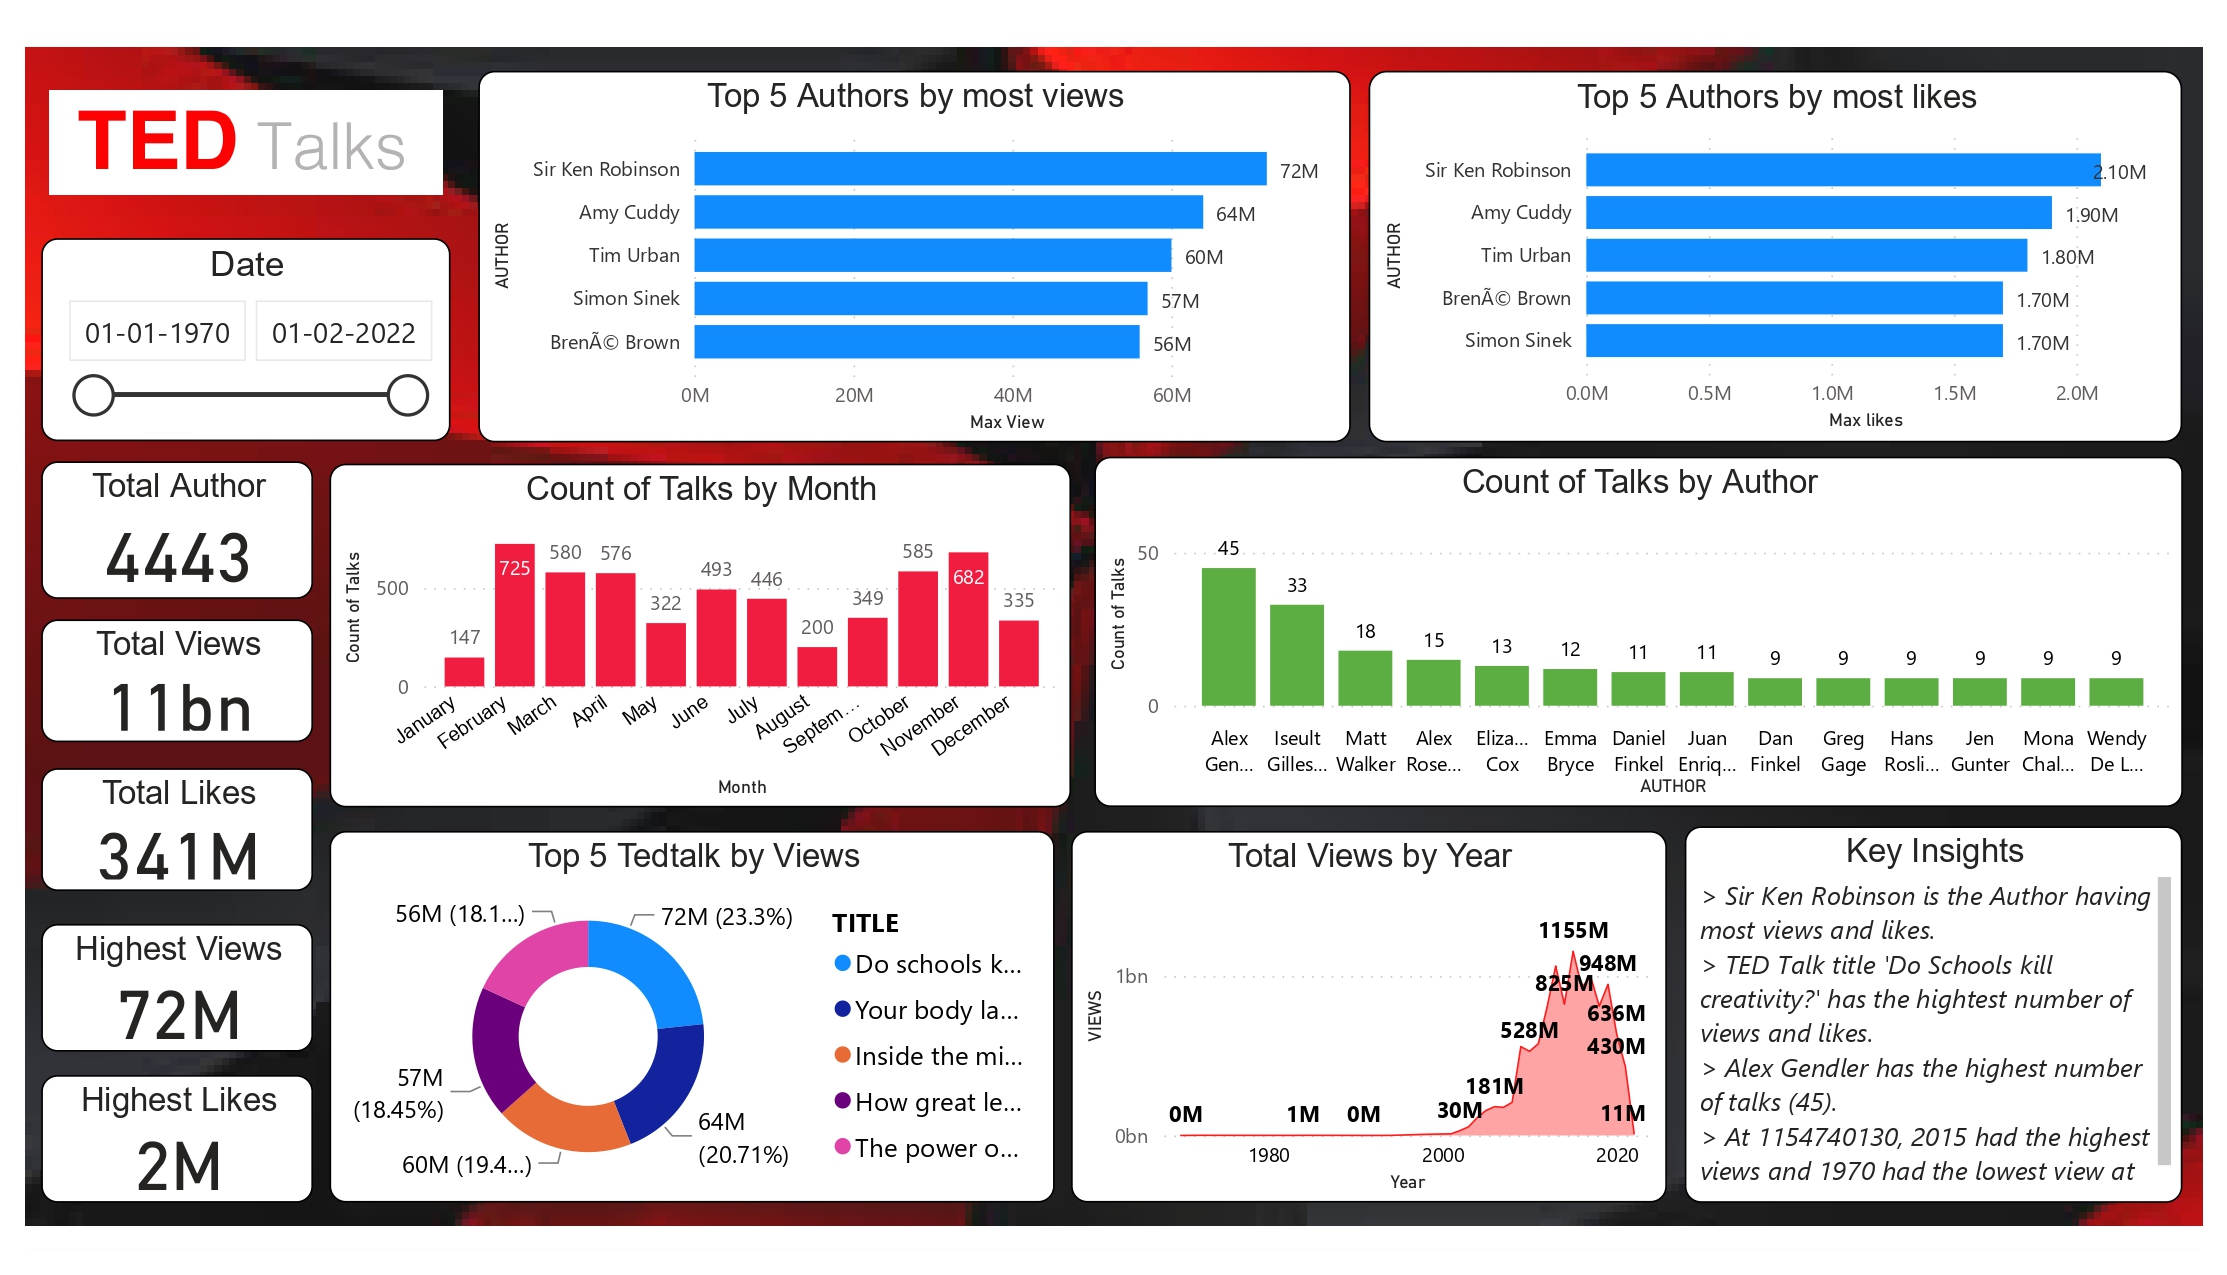 TED Talks
Date
01-01-1970 01-02-2022
Top 5 Authors by most views
AUTHOR
Sir Ken Robinson 72M
Amy Cuddy 64M
Tim Urban 60M
Simon Sinek 57M
BrenÃ© Brown 56M
0M 20M 40M 60M
Max View
Top 5 Authors by most likes
AUTHOR
Sir Ken Robinson 2.10M
Amy Cuddy 1.90M
Tim Urban 1.80M
BrenÃ© Brown 1.70M
Simon Sinek 1.70M
0.0M 0.5M 1.0M 1.5M 2.0M
Max likes
Total Author
4443
Total Views
11bn
Total Likes
341M
Highest Views
72M
Highest Likes
2M
Count of Talks by Month
Count of Talks
500
0
147 725 580 576 322 493 446 200 349 585 682 335
January February March April May June July August Septem... October November December
Month
Count of Talks by Author
Count of Talks
50
0
45 33 18 15 13 12 11 11 9 9 9 9 9 9
Alex Iseult Matt Alex Eliza... Emma Daniel Juan Dan Greg Hans Jen Mona Wendy
Gen... Gilles... Walker Rose... Cox Bryce Finkel Enriq... Finkel Gage Rosli... Gunter Chal... De L...
AUTHOR
Top 5 Tedtalk by Views
56M (18.1...)
72M (23.3%)
57M
(18.45%)
64M
(20.71%)
60M (19.4...)
TITLE
Do schools k...
Your body la...
Inside the mi...
How great le...
The power o...
Total Views by Year
VIEWS
1bn
0bn
0M 1M 0M 30M 181M 528M 825M 1155M 948M 636M 430M 11M
1980 2000 2020
Year
Key Insights
> Sir Ken Robinson is the Author having
most views and likes.
> TED Talk title 'Do Schools kill
creativity?' has the hightest number of
views and likes.
> Alex Gendler has the highest number
of talks (45).
> At 1154740130, 2015 had the highest
views and 1970 had the lowest view at